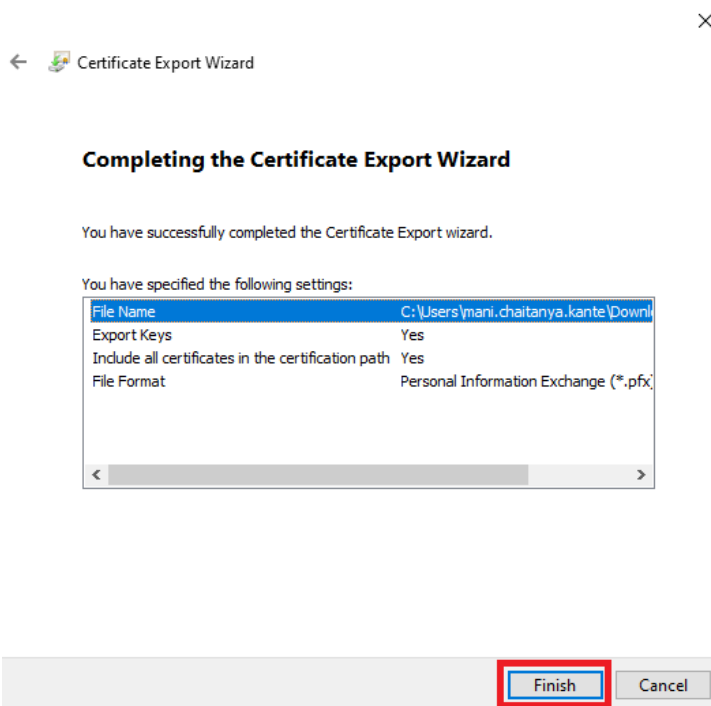 Certificate Export Wizard
Completing the Certificate Export Wizard
You have successfully completed the Certificate Export wizard.
You have specified the following settings:
File Name C:\Users\mani.chaitanya.kante\Downl
Export Keys Yes
Include all certificates in the certification path Yes
File Format Personal Information Exchange (*.pfx)
Finish Cancel